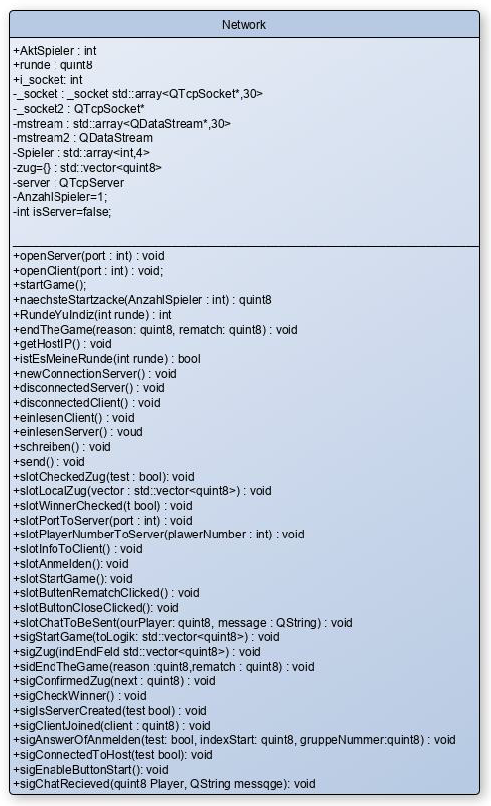 Network
+AktSpieler : int
+runde : quint8
+i_socket: int
-_socket : _socket std::array<QTcpSocket*,30>
-_socket2 : QTcpSocket*
-mstream : std::array<QDataStream*,30>
-mstream2 : QDataStream
-Spieler : std::array<int,4>
-zug={} : std::vector<quint8>
-server : QTcpServer
-AnzahlSpieler=1;
-int isServer=false;
+openServer(port : int) : void
+openClient(port : int) : void;
+startGame();
+naechsteStartzacke(AnzahlSpieler : int) : quint8
+RundeYuIndiz(int runde) : int
+endTheGame(reason: quint8, rematch: quint8) : void
+getHostIP() : void
+istEsMeineRunde(int runde) : bool
+newConnectionServer() : void
+disconnectedServer() : void
+disconnectedClient() : void
+einlesenClient() : void
+einlesenServer() : voud
+schreiben() : void
+send() : void
+slotCheckedZug(test : bool): void
+slotLocalZug(vector : std::vector<quint8>) : void
+slotWinnerChecked(t bool) : void
+slotPortToServer(port : int) : void
+slotPlayerNumberToServer(plawerNumber : int) : void
+slotInfoToClient() : void
+slotAnmelden() : void
+slotStartGame(): void
+slotButtenRematchClicked() : void
+slotButtonCloseClicked(): void
+slotChatToBeSent(ourPlayer: quint8, message : QString) : void
+sigStartGame(toLogik: std::vector<quint8>) : void
+sigZug(indEndFeld std::vector<quint8>) : void
+sidEndTheGame(reason :quint8,rematch : quint8) : void
+sigConfirmedZug(next : quint8) : void
+sigCheckWinner() : void
+sigIsServerCreated(test bool) : void
+sigClientJoined(client : quint8) : void
+sigAnswerOfAnmelden(test: bool, indexStart: quint8, gruppeNummer:quint8) : void
+sigConnectedToHost(test bool): void
+sigEnableButtonStart(): void
+sigChatRecieved(quint8 Player, QString messqge): void